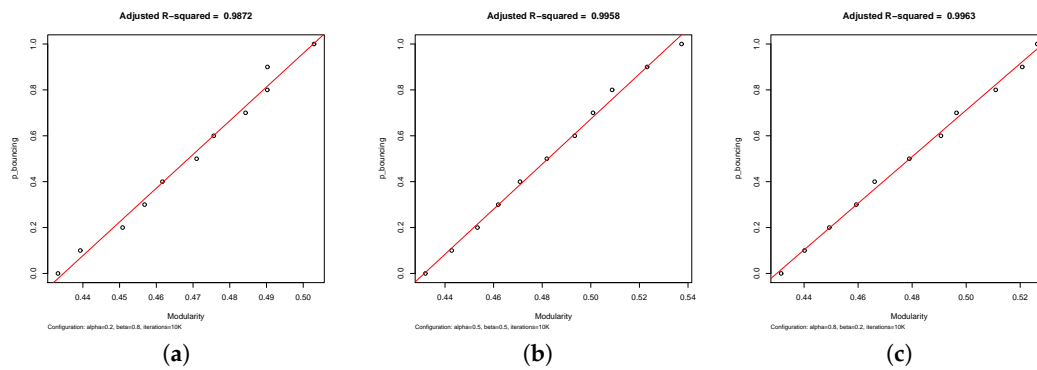 Adjusted R−squared = 0.9872
1.0
0.8
0.6
0.4
0.2
0.0
p_bouncing
0.44 0.45 0.46 0.47 0.48 0.49 0.50
Modularity
Configuration: alpha=0.2, beta=0.8, iterations=10K
(a)
Adjusted R−squared = 0.9958
1.0
0.8
0.6
0.4
0.2
0.0
p_bouncing
0.44 0.46 0.48 0.50 0.52 0.54
Modularity
Configuration: alpha=0.5, beta=0.5, iterations=10K
(b)
Adjusted R−squared = 0.9963
1.0
0.8
0.6
0.4
0.2
0.0
p_bouncing
0.44 0.46 0.48 0.50 0.52
Modularity
Configuration: alpha=0.8, beta=0.2, iterations=10K
(c)